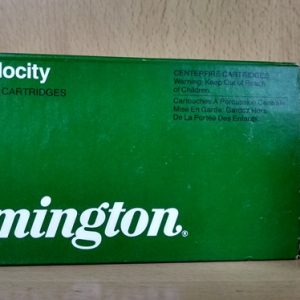 locity
CARTRIDGES
CENTERFIRE CARTRIDGES
Warning: Keep Out of Reach
of Children.
Cartouches À Percussion Centrale
Mise En Garde: Gardez Hors
De La Portée Des Enfants.
mington.